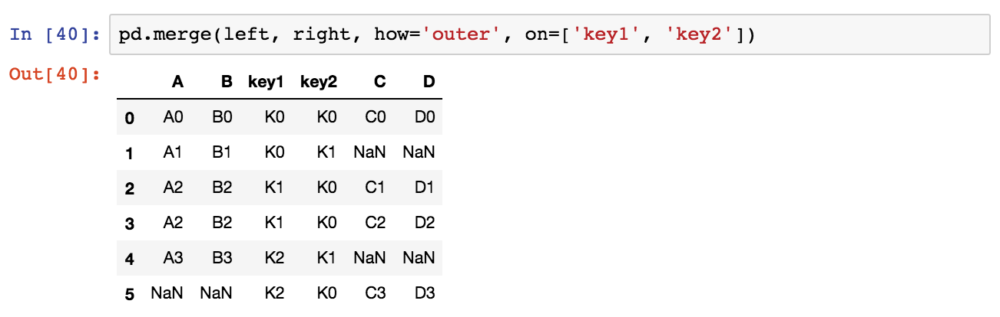 In [40]: pd.merge(left, right, how='outer', on=['key1', 'key2'])
Out[40]:
A B key1 key2 C D
0 A0 B0 K0 K0 C0 D0
1 A1 B1 K0 K1 NaN NaN
2 A2 B2 K1 K0 C1 D1
3 A2 B2 K1 K0 C2 D2
4 A3 B3 K2 K1 NaN NaN
5 NaN NaN K2 K0 C3 D3